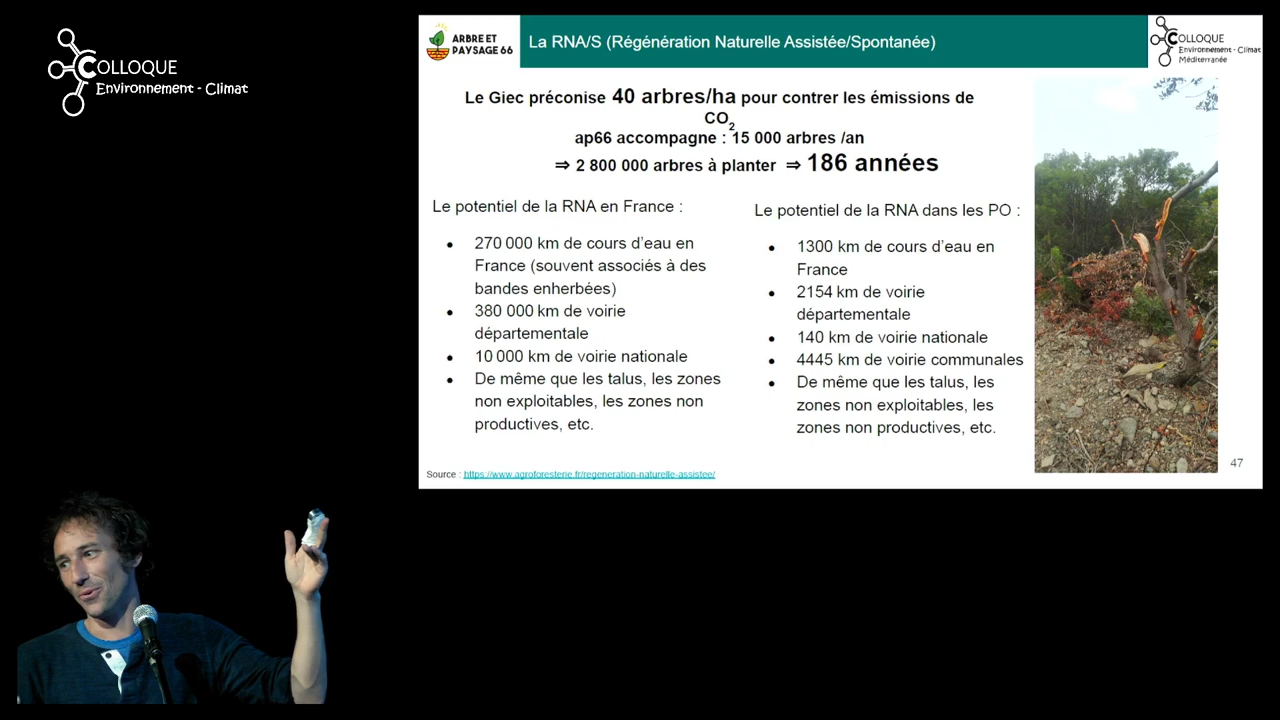 COLLOQUE
Environnement - Climat
ARBRE ET
PAYSAGE 66
La RNA/S (Régénération Naturelle Assistée/Spontanée)
COLLOQUE
Environnement - Climat
Méditerranée
Le Giec préconise 40 arbres/ha pour contrer les émissions de
CO2
ap66 accompagne : 15 000 arbres /an
⇒ 2 800 000 arbres à planter ⇒ 186 années
Le potentiel de la RNA en France :
● 270 000 km de cours d’eau en
France (souvent associés à des
bandes enherbées)
● 380 000 km de voirie
départementale
● 10 000 km de voirie nationale
● De même que les talus, les zones
non exploitables, les zones non
productives, etc.
Le potentiel de la RNA dans les PO :
● 1300 km de cours d’eau en
France
● 2154 km de voirie
départementale
● 140 km de voirie nationale
● 4445 km de voirie communales
● De même que les talus, les
zones non exploitables, les
zones non productives, etc.
Source : https://www.agroforesterie.fr/regeneration-naturelle-assistee/
47